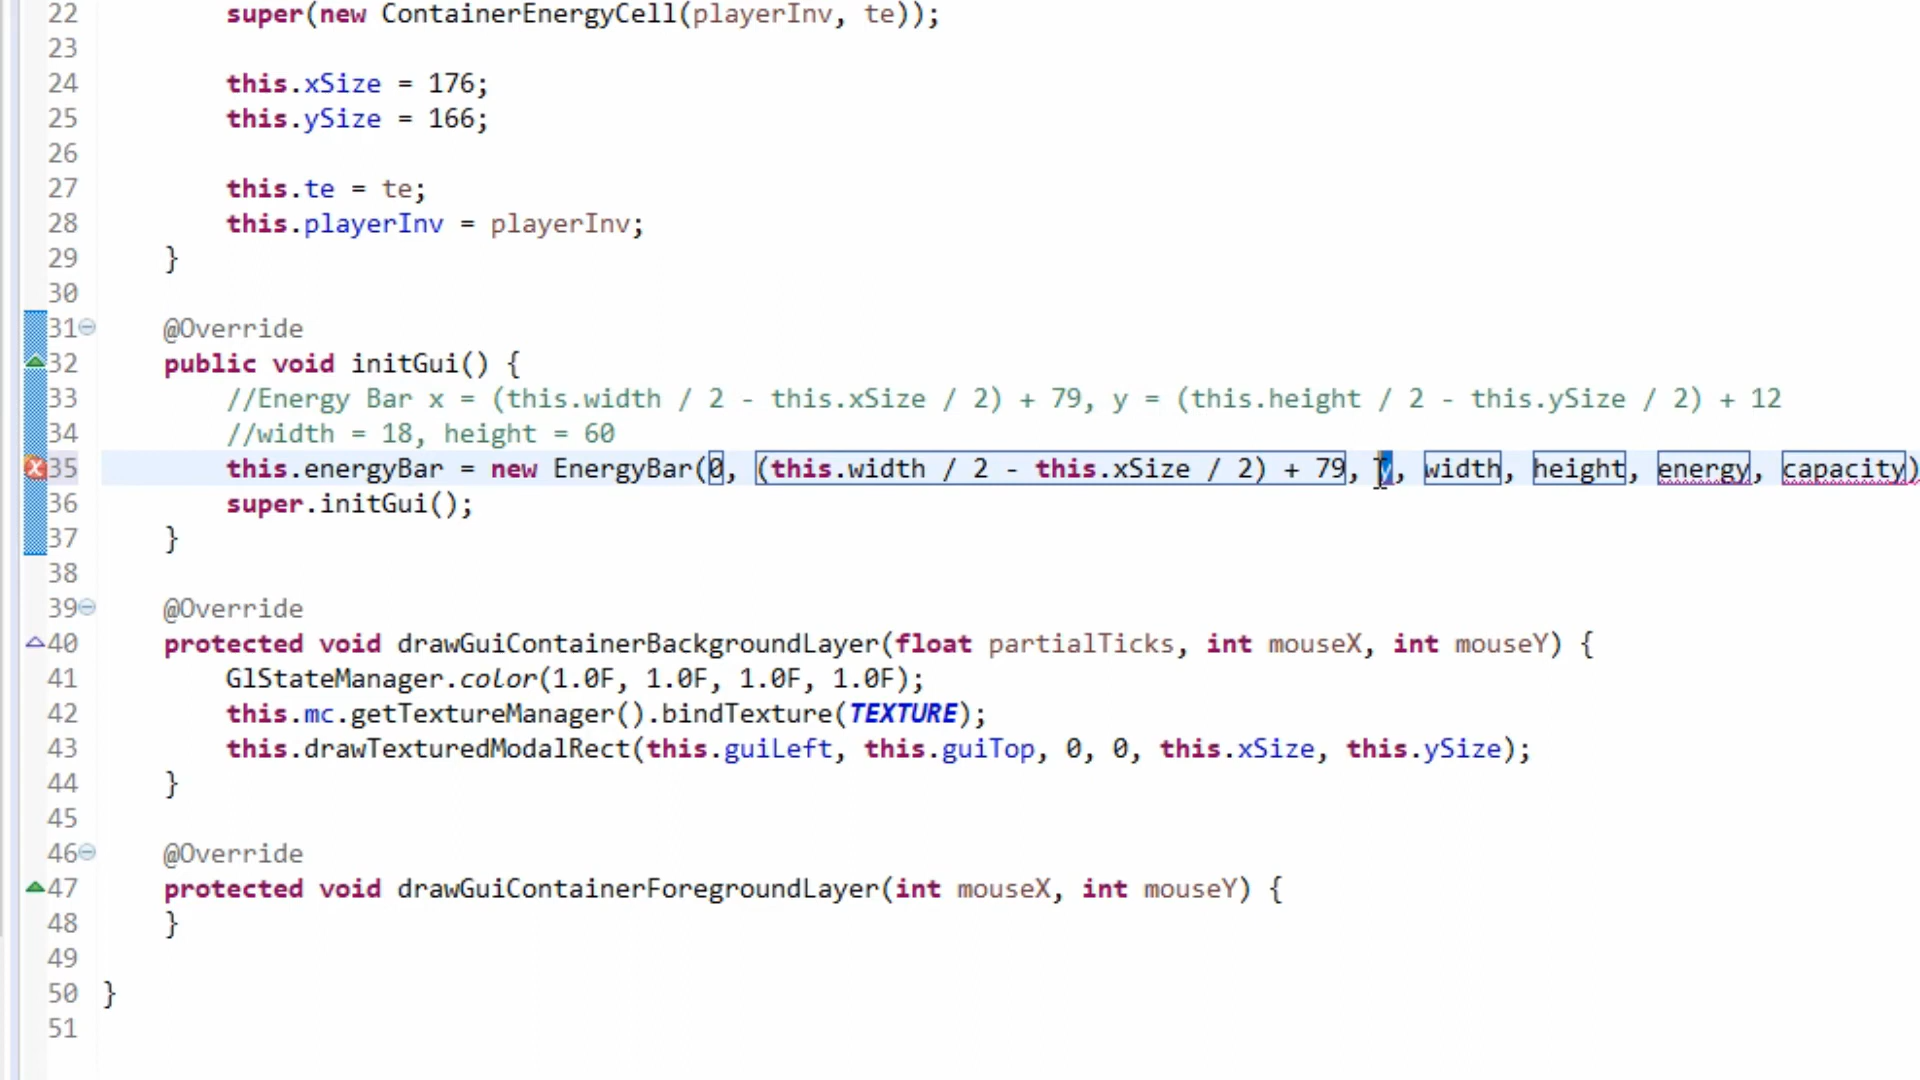 22 super(new ContainerEnergyCell(playerInv, te));
23
24 this.xSize = 176;
25 this.ySize = 166;
26
27 this.te = te;
28 this.playerInv = playerInv;
29 }
30
31 @Override
32 public void initGui() {
33 //Energy Bar x = (this.width / 2 - this.xSize / 2) + 79, y = (this.height / 2 - this.ySize / 2) + 12
34 //width = 18, height = 60
35 this.energyBar = new EnergyBar(0, (this.width / 2 - this.xSize / 2) + 79, y, width, height, energy, capacity)
36 super.initGui();
37 }
38
39 @Override
40 protected void drawGuiContainerBackgroundLayer(float partialTicks, int mouseX, int mouseY) {
41 GlStateManager.color(1.0F, 1.0F, 1.0F, 1.0F);
42 this.mc.getTextureManager().bindTexture(TEXTURE);
43 this.drawTexturedModalRect(this.guiLeft, this.guiTop, 0, 0, this.xSize, this.ySize);
44 }
45
46 @Override
47 protected void drawGuiContainerForegroundLayer(int mouseX, int mouseY) {
48 }
49
50 }
51